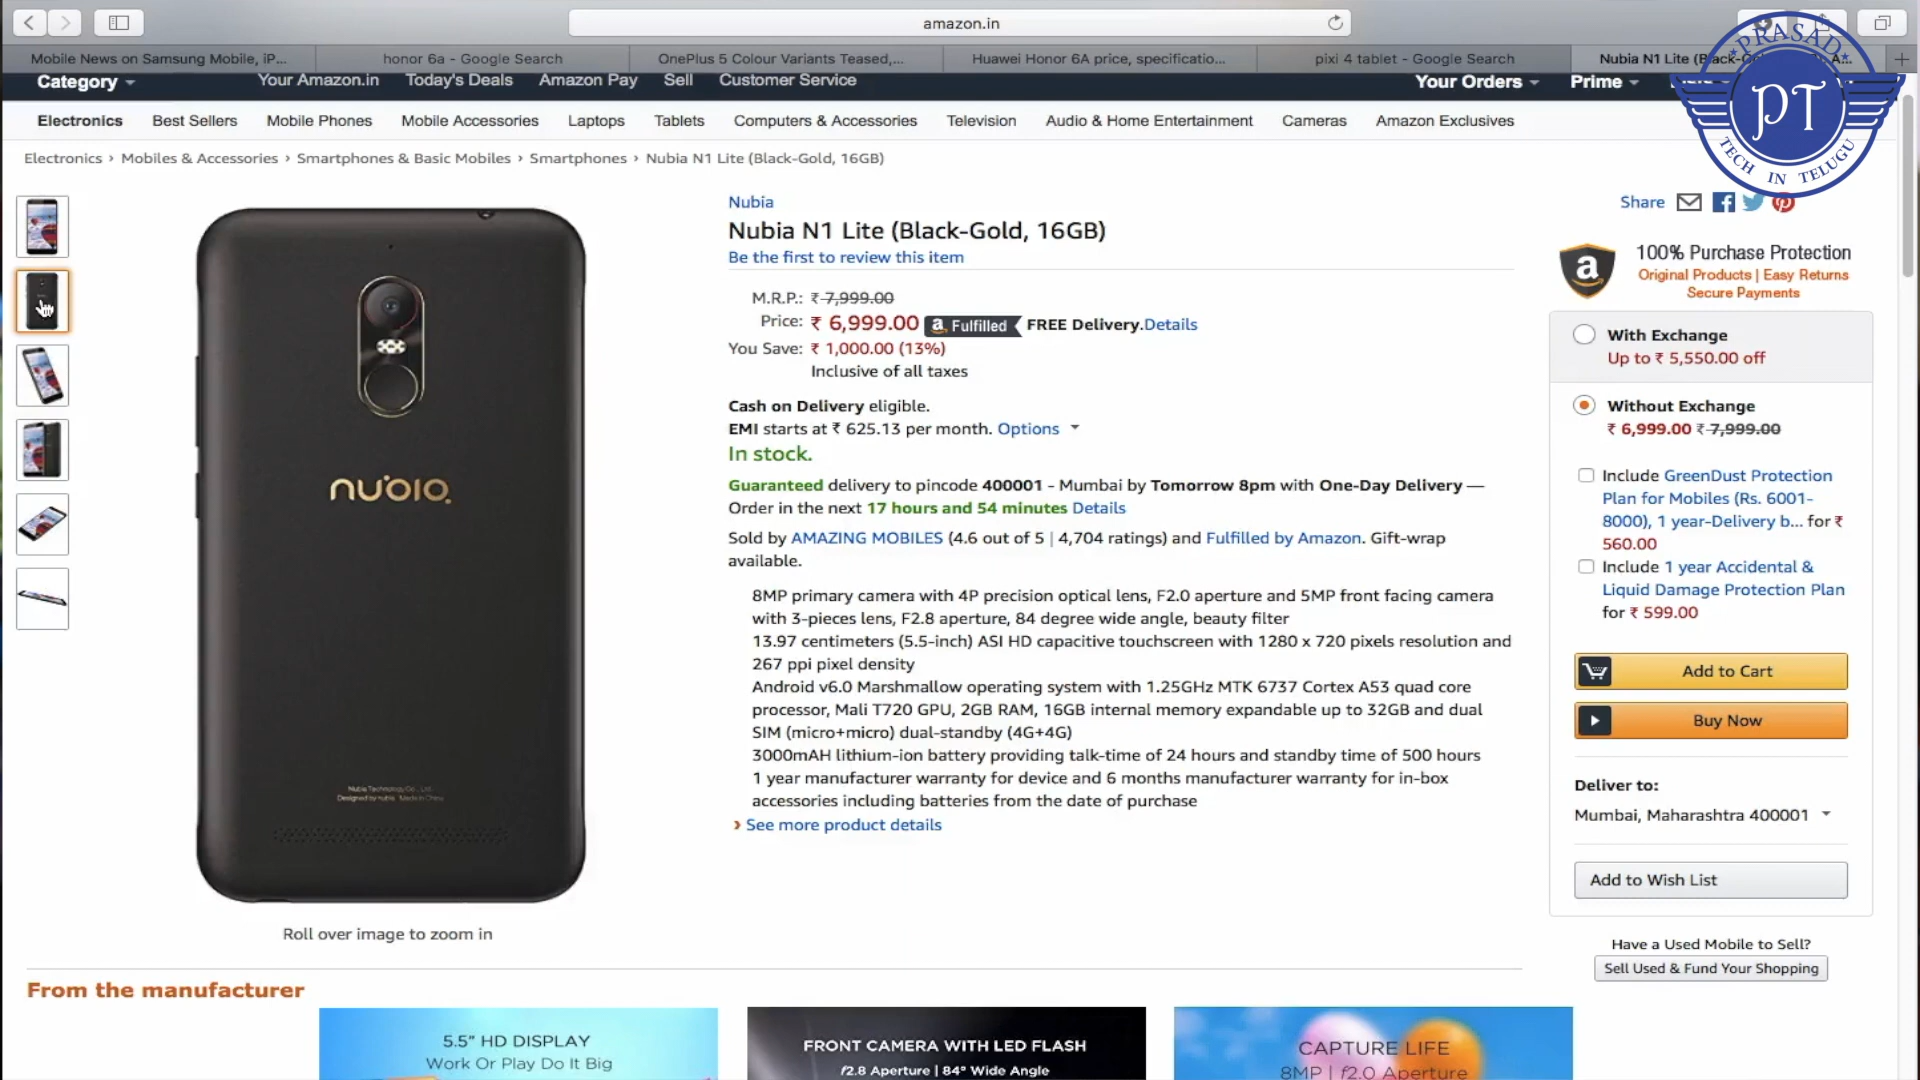 amazon.in
Mobile News on Samsung Mobile, iP...
honor 6a - Google Search
OnePlus 5 Colour Variants Teased,...
Huawei Honor 6A price, specificatio...
pixi 4 tablet - Google Search
Nubia N1 Lite
Category
Your Amazon.in
Today's Deals
Amazon Pay
Sell
Customer Service
Your Orders
Prime
PRASAD
PT
TECH IN TELUGU
Electronics
Best Sellers
Mobile Phones
Mobile Accessories
Laptops
Tablets
Computers & Accessories
Television
Audio & Home Entertainment
Cameras
Amazon Exclusives
Electronics › Mobiles & Accessories › Smartphones & Basic Mobiles › Smartphones › Nubia N1 Lite (Black-Gold, 16GB)
nubia
Nubia Technology Co., Ltd.
Designed by nubia. Made in China
Roll over image to zoom in
Nubia
Nubia N1 Lite (Black-Gold, 16GB)
Be the first to review this item
M.R.P.: ₹ 7,999.00
Price: ₹ 6,999.00 a Fulfilled FREE Delivery.Details
You Save: ₹ 1,000.00 (13%)
Inclusive of all taxes
Cash on Delivery eligible.
EMI starts at ₹ 625.13 per month. Options
In stock.
Guaranteed delivery to pincode 400001 - Mumbai by Tomorrow 8pm with One-Day Delivery —
Order in the next 17 hours and 54 minutes Details
Sold by AMAZING MOBILES (4.6 out of 5 | 4,704 ratings) and Fulfilled by Amazon. Gift-wrap
available.
8MP primary camera with 4P precision optical lens, F2.0 aperture and 5MP front facing camera
with 3-pieces lens, F2.8 aperture, 84 degree wide angle, beauty filter
13.97 centimeters (5.5-inch) ASI HD capacitive touchscreen with 1280 x 720 pixels resolution and
267 ppi pixel density
Android v6.0 Marshmallow operating system with 1.25GHz MTK 6737 Cortex A53 quad core
processor, Mali T720 GPU, 2GB RAM, 16GB internal memory expandable up to 32GB and dual
SIM (micro+micro) dual-standby (4G+4G)
3000mAH lithium-ion battery providing talk-time of 24 hours and standby time of 500 hours
1 year manufacturer warranty for device and 6 months manufacturer warranty for in-box
accessories including batteries from the date of purchase
› See more product details
Share
a
100% Purchase Protection
Original Products | Easy Returns
Secure Payments
With Exchange
Up to ₹ 5,550.00 off
Without Exchange
₹ 6,999.00 ₹ 7,999.00
Include GreenDust Protection
Plan for Mobiles (Rs. 6001-
8000), 1 year-Delivery b... for ₹
560.00
Include 1 year Accidental &
Liquid Damage Protection Plan
for ₹ 599.00
Add to Cart
Buy Now
Deliver to:
Mumbai, Maharashtra 400001
Add to Wish List
Have a Used Mobile to Sell?
Sell Used & Fund Your Shopping
From the manufacturer
5.5" HD DISPLAY
Work Or Play Do It Big
FRONT CAMERA WITH LED FLASH
f2.8 Aperture | 84° Wide Angle
CAPTURE LIFE
8MP | f2.0 Aperture